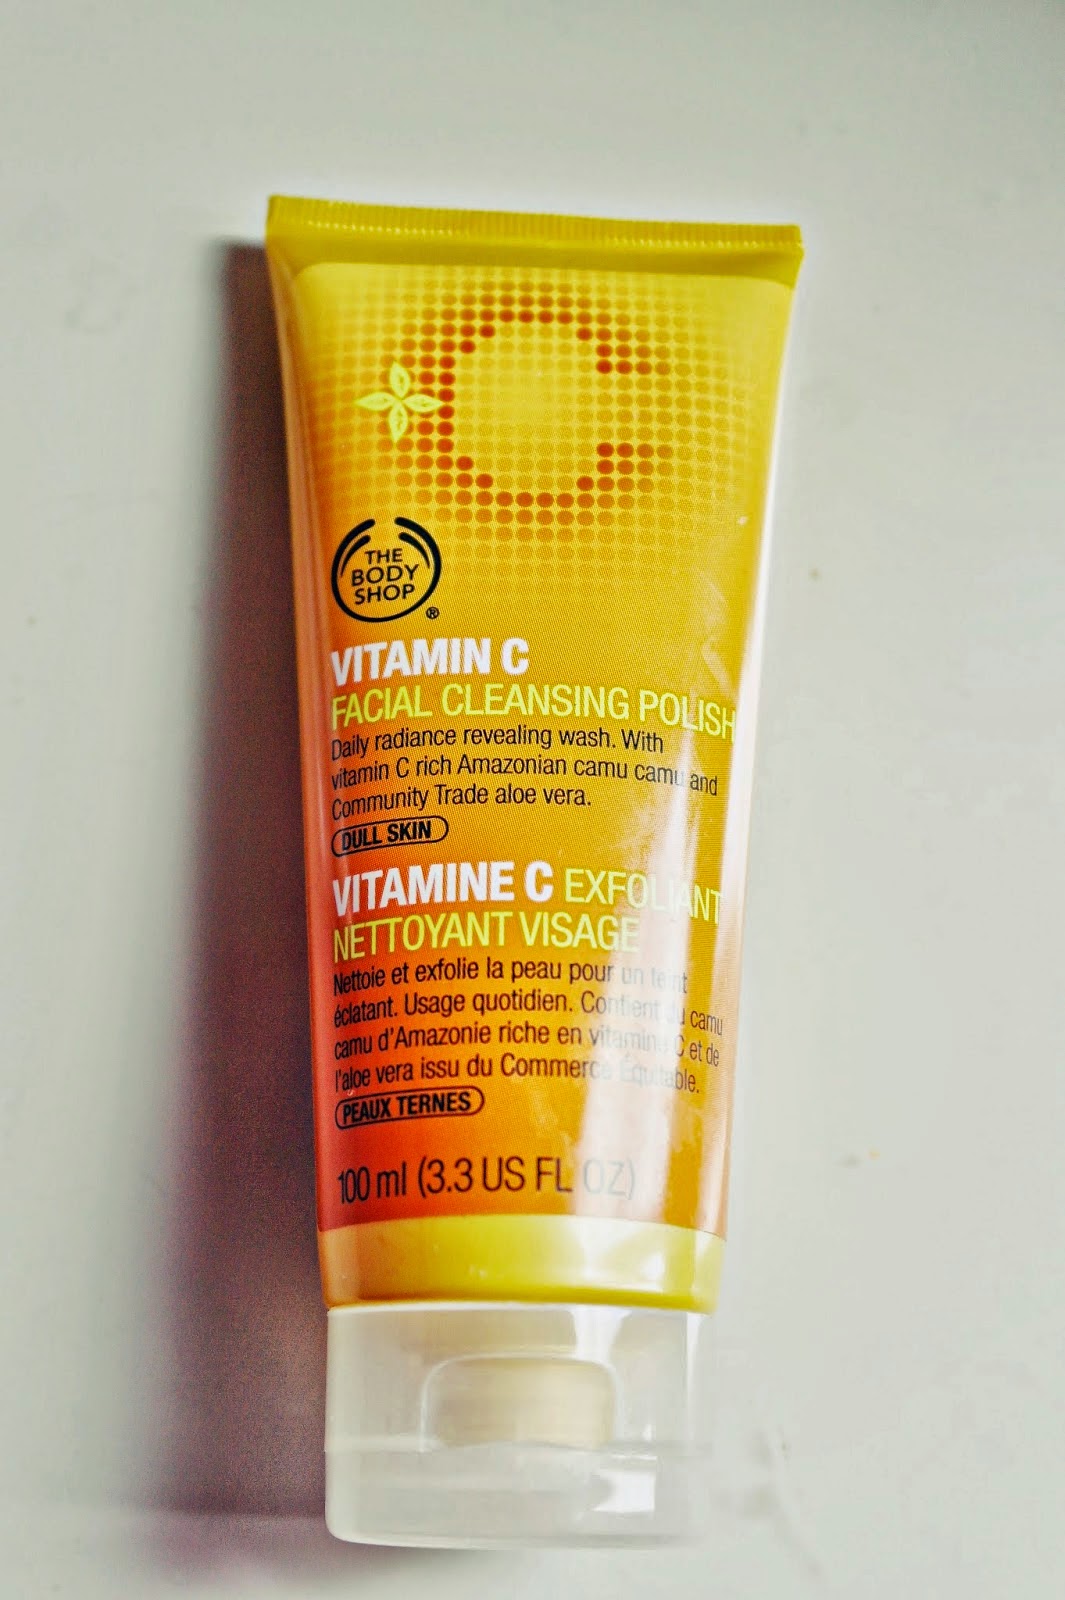 C
THE
BODY
SHOP
®
VITAMIN C
FACIAL CLEANSING POLISH
Daily radiance revealing wash. With
vitamin C rich Amazonian camu camu and
Community Trade aloe vera.
DULL SKIN
VITAMINE C EXFOLIANT
NETTOYANT VISAGE
Nettoie et exfolie la peau pour un teint
éclatant. Usage quotidien. Contient du camu
camu d'Amazonie riche en vitamine C et de
l'aloe vera issu du Commerce Équitable.
PEAUX TERNES
100 ml (3.3 US FL OZ)